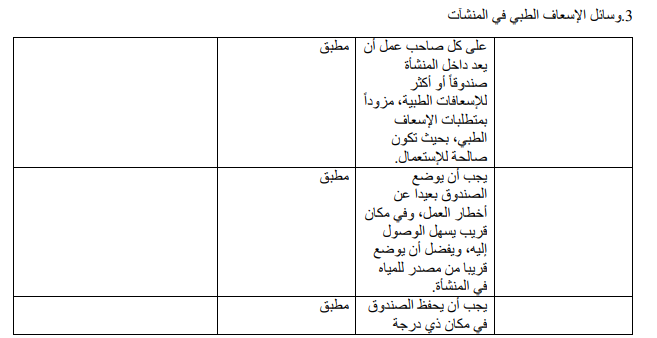 3.وسائل الإسعاف الطبي في المنشآت
على كل صاحب عمل أن
يعد داخل المنشأة
صندوقاً أو أكثر
للإسعافات الطبية، مزوداً
بمتطلبات الإسعاف
الطبي، بحيث تكون
صالحة للإستعمال.
مطبق
يجب أن يوضع
الصندوق بعيدا عن
أخطار العمل، وفي مكان
قريب يسهل الوصول
إليه، ويفضل أن يوضع
قريبا من مصدر للمياه
في المنشأة.
مطبق
يجب أن يحفظ الصندوق
في مكان ذي درجة
مطبق